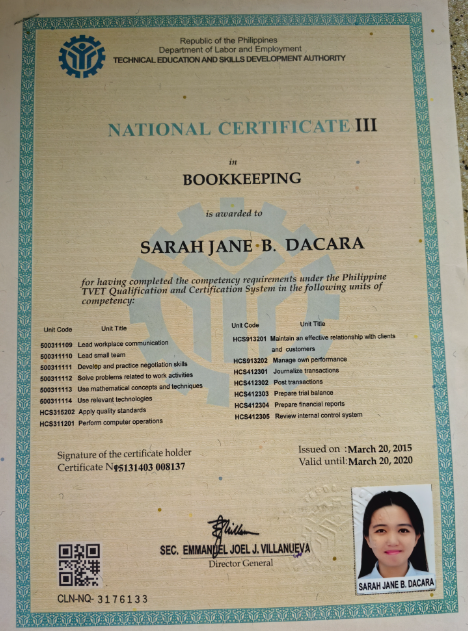 Republic of the Philippines
Department of Labor and Employment
TECHNICAL EDUCATION AND SKILLS DEVELOPMENT AUTHORITY
NATIONAL CERTIFICATE III
in
BOOKKEEPING
is awarded to
SARAH JANE B. DACARA
for having completed the competency requirements under the Philippine
TVET Qualification and Certification System in the following units of
competency:
Unit Code Unit Title
500311109 Lead workplace communication
500311110 Lead small team
500311111 Develop and practice negotiation skills
500311112 Solve problems related to work activities
500311113 Use mathematical concepts and techniques
500311114 Use relevant technologies
HCS315202 Apply quality standards
HCS311201 Perform computer operations
Unit Code Unit Title
HCS913201 Maintain an effective relationship with clients
and customers
HCS913202 Manage own performance
HCS412301 Journalize transactions
HCS412302 Post transactions
HCS412303 Prepare trial balance
HCS412304 Prepare financial reports
HCS412305 Review internal control system
Signature of the certificate holder
Certificate No. 15131403 008137
Issued on : March 20, 2015
Valid until: March 20, 2020
SEC. EMMANUEL JOEL J. VILLANUEVA
Director General
SARAH JANE B. DACARA
CLN-NQ- 3176133